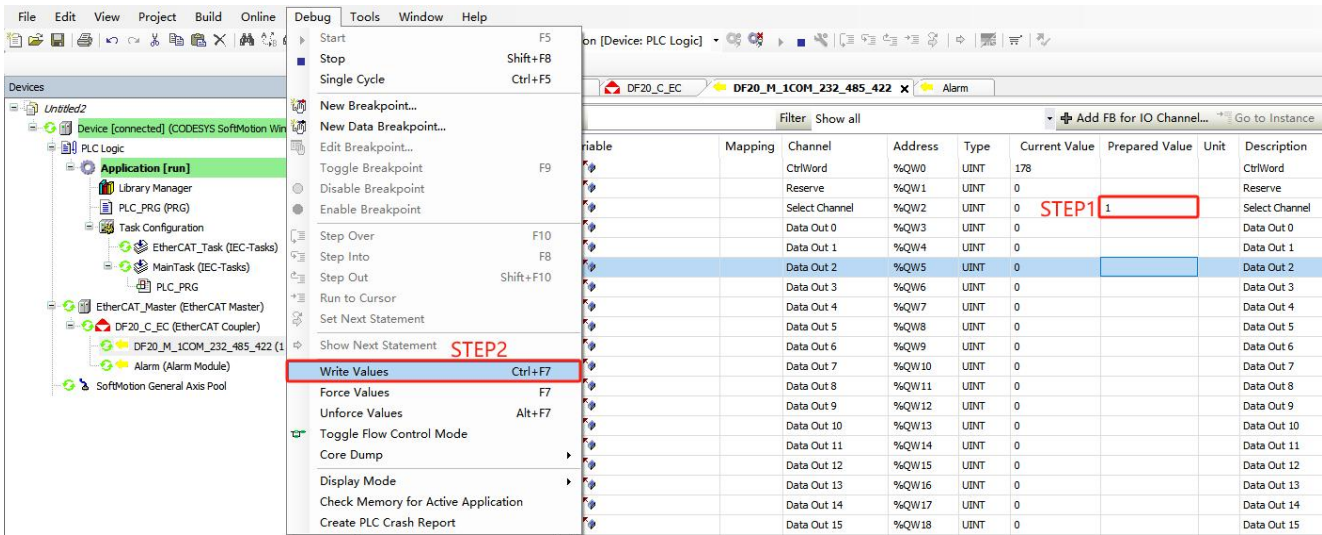 File Edit View Project Build Online Debug Tools Window Help
Start F5
on [Device: PLC Logic]
Stop Shift+F8
Single Cycle Ctrl+F5
Devices
DF20_C_EC
DF20_M_1COM_232_485_422 x
Alarm
Untitled2
New Breakpoint...
Filter Show all
Add FB for IO Channel...
Go to Instance
Device [connected] (CODESYS SoftMotion Win
New Data Breakpoint...
PLC Logic
Edit Breakpoint...
riable Mapping Channel Address Type Current Value Prepared Value Unit Description
Application [run]
Toggle Breakpoint F9
CtrlWord %QW0 UINT 178 CtrlWord
Library Manager
Disable Breakpoint
Reserve %QW1 UINT 0 Reserve
PLC_PRG (PRG)
Enable Breakpoint
Select Channel %QW2 UINT 0 STEP1 1 Select Channel
Task Configuration
Data Out 0 %QW3 UINT 0 Data Out 0
Step Over F10
EtherCAT_Task (IEC-Tasks)
Data Out 1 %QW4 UINT 0 Data Out 1
Step Into F8
MainTask (IEC-Tasks)
Data Out 2 %QW5 UINT 0 Data Out 2
Step Out Shift+F10
PLC_PRG
Data Out 3 %QW6 UINT 0 Data Out 3
Run to Cursor
EtherCAT_Master (EtherCAT Master)
Data Out 4 %QW7 UINT 0 Data Out 4
Set Next Statement
DF20_C_EC (EtherCAT Coupler)
Data Out 5 %QW8 UINT 0 Data Out 5
DF20_M_1COM_232_485_422 (1
Show Next Statement
STEP2
Data Out 6 %QW9 UINT 0 Data Out 6
Alarm (Alarm Module)
Write Values Ctrl+F7
Data Out 7 %QW10 UINT 0 Data Out 7
SoftMotion General Axis Pool
Force Values F7
Data Out 8 %QW11 UINT 0 Data Out 8
Unforce Values Alt+F7
Data Out 9 %QW12 UINT 0 Data Out 9
Toggle Flow Control Mode
Data Out 10 %QW13 UINT 0 Data Out 10
Core Dump
Data Out 11 %QW14 UINT 0 Data Out 11
Data Out 12 %QW15 UINT 0 Data Out 12
Display Mode
Data Out 13 %QW16 UINT 0 Data Out 13
Check Memory for Active Application
Data Out 14 %QW17 UINT 0 Data Out 14
Create PLC Crash Report
Data Out 15 %QW18 UINT 0 Data Out 15